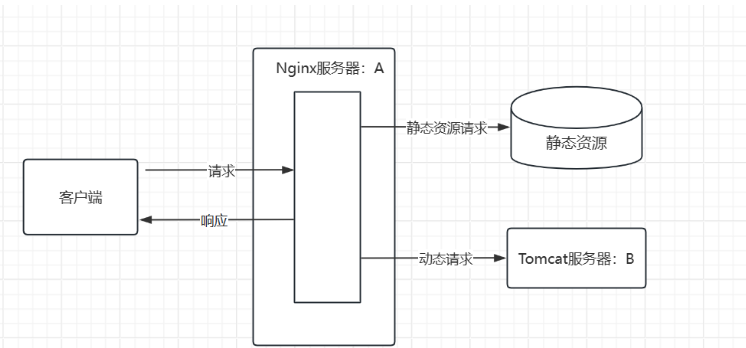 Nginx服务器：A
静态资源请求
静态资源
请求
客户端
响应
动态请求
Tomcat服务器：B